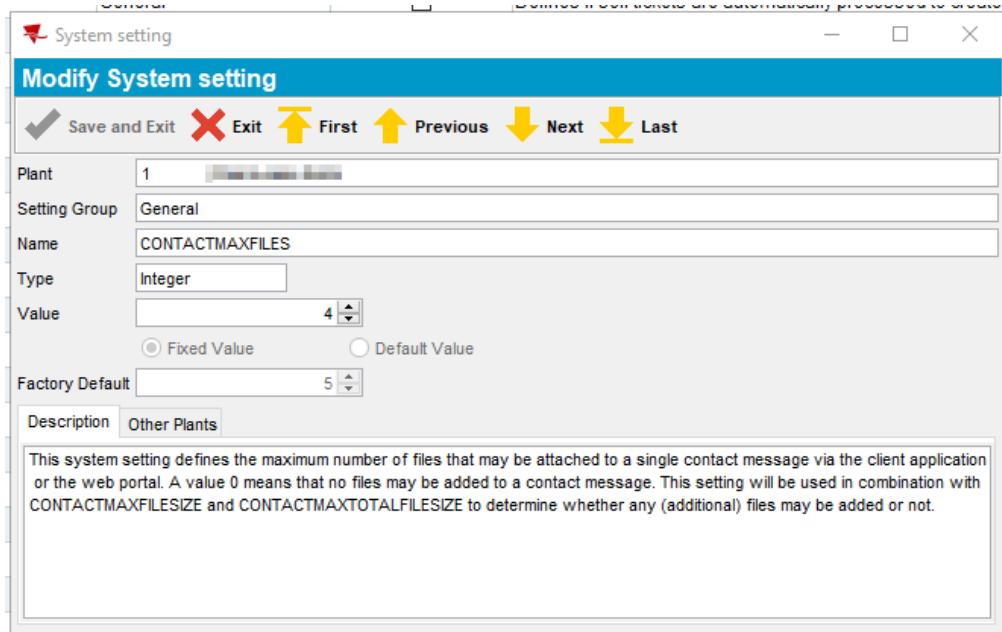 General
System setting
Modify System setting
Save and Exit Exit First Previous Next Last
Plant 1
Setting Group General
Name CONTACTMAXFILES
Type Integer
Value 4
Fixed Value Default Value
Factory Default 5
Description Other Plants
This system setting defines the maximum number of files that may be attached to a single contact message via the client application
or the web portal. A value 0 means that no files may be added to a contact message. This setting will be used in combination with
CONTACTMAXFILESIZE and CONTACTMAXTOTALFILESIZE to determine whether any (additional) files may be added or not.